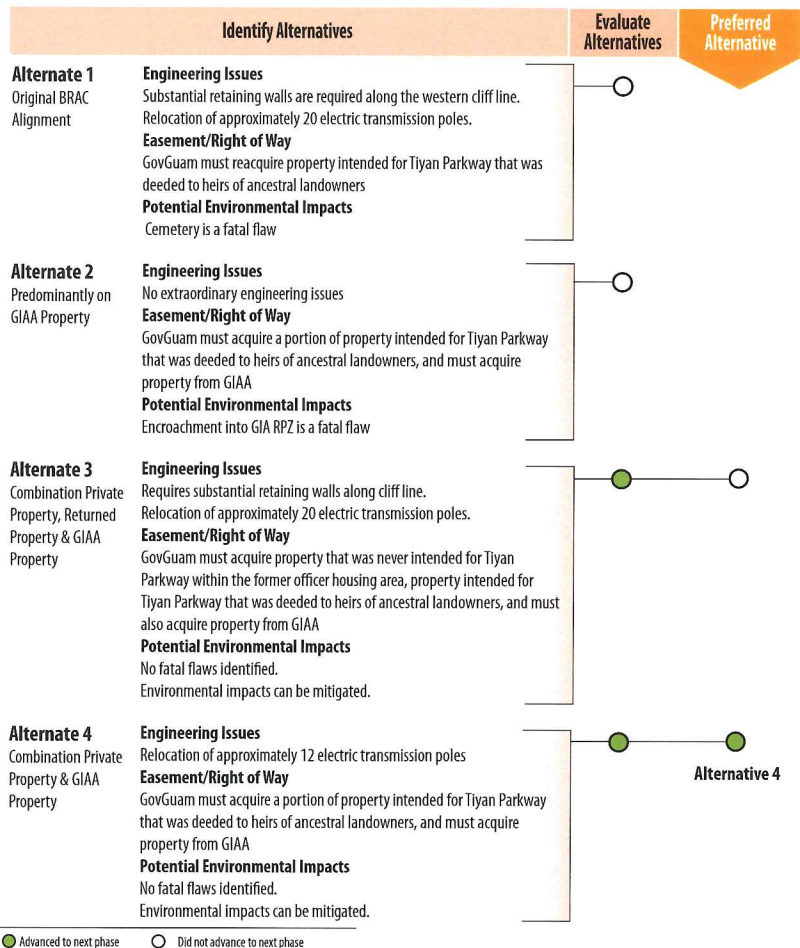 Identify Alternatives
Evaluate
Alternatives
Preferred
Alternative
Alternate 1
Original BRAC
Alignment
Engineering Issues
Substantial retaining walls are required along the western cliff line.
Relocation of approximately 20 electric transmission poles.
Easement/Right of Way
GovGuam must reacquire property intended for Tiyan Parkway that was
deeded to heirs of ancestral landowners
Potential Environmental Impacts
Cemetery is a fatal flaw
Alternate 2
Predominantly on
GIAA Property
Engineering Issues
No extraordinary engineering issues
Easement/Right of Way
GovGuam must acquire a portion of property intended for Tiyan Parkway
that was deeded to heirs of ancestral landowners, and must acquire
property from GIAA
Potential Environmental Impacts
Encroachment into GIA RPZ is a fatal flaw
Alternate 3
Combination Private
Property, Returned
Property & GIAA
Property
Engineering Issues
Requires substantial retaining walls along cliff line.
Relocation of approximately 20 electric transmission poles.
Easement/Right of Way
GovGuam must acquire property that was never intended for Tiyan
Parkway within the former officer housing area, property intended for
Tiyan Parkway that was deeded to heirs of ancestral landowners, and must
also acquire property from GIAA
Potential Environmental Impacts
No fatal flaws identified.
Environmental impacts can be mitigated.
Alternate 4
Combination Private
Property & GIAA
Property
Engineering Issues
Relocation of approximately 12 electric transmission poles
Easement/Right of Way
GovGuam must acquire a portion of property intended for Tiyan Parkway
that was deeded to heirs of ancestral landowners, and must acquire
property from GIAA
Potential Environmental Impacts
No fatal flaws identified.
Environmental impacts can be mitigated.
Alternative 4
Advanced to next phase
Did not advance to next phase